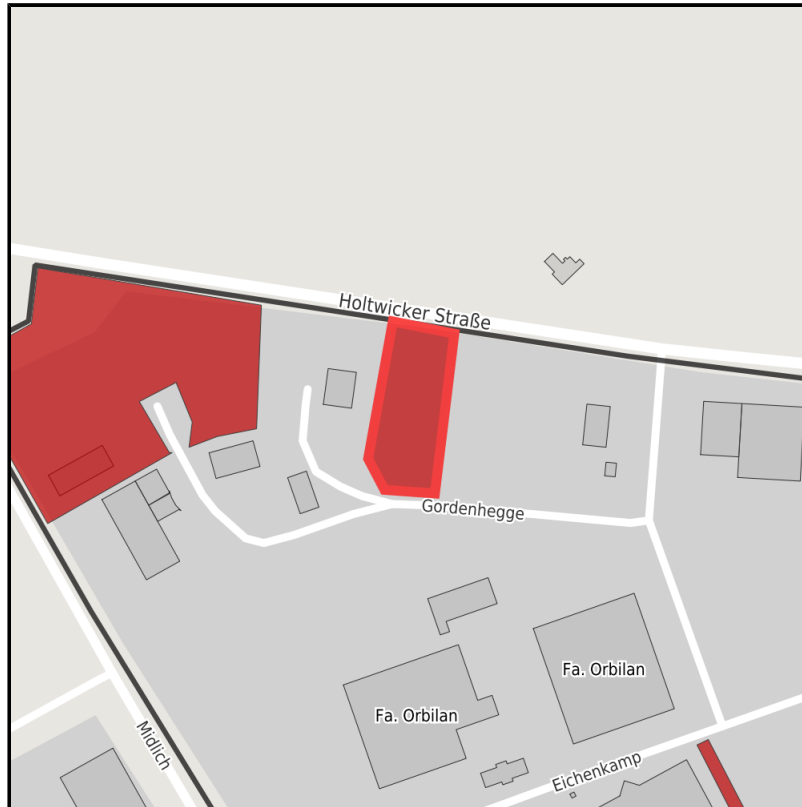 Holtwicker Straße
Gordenhegge
Fa. Orbilan
Fa. Orbilan
Midlich
Eichenkamp